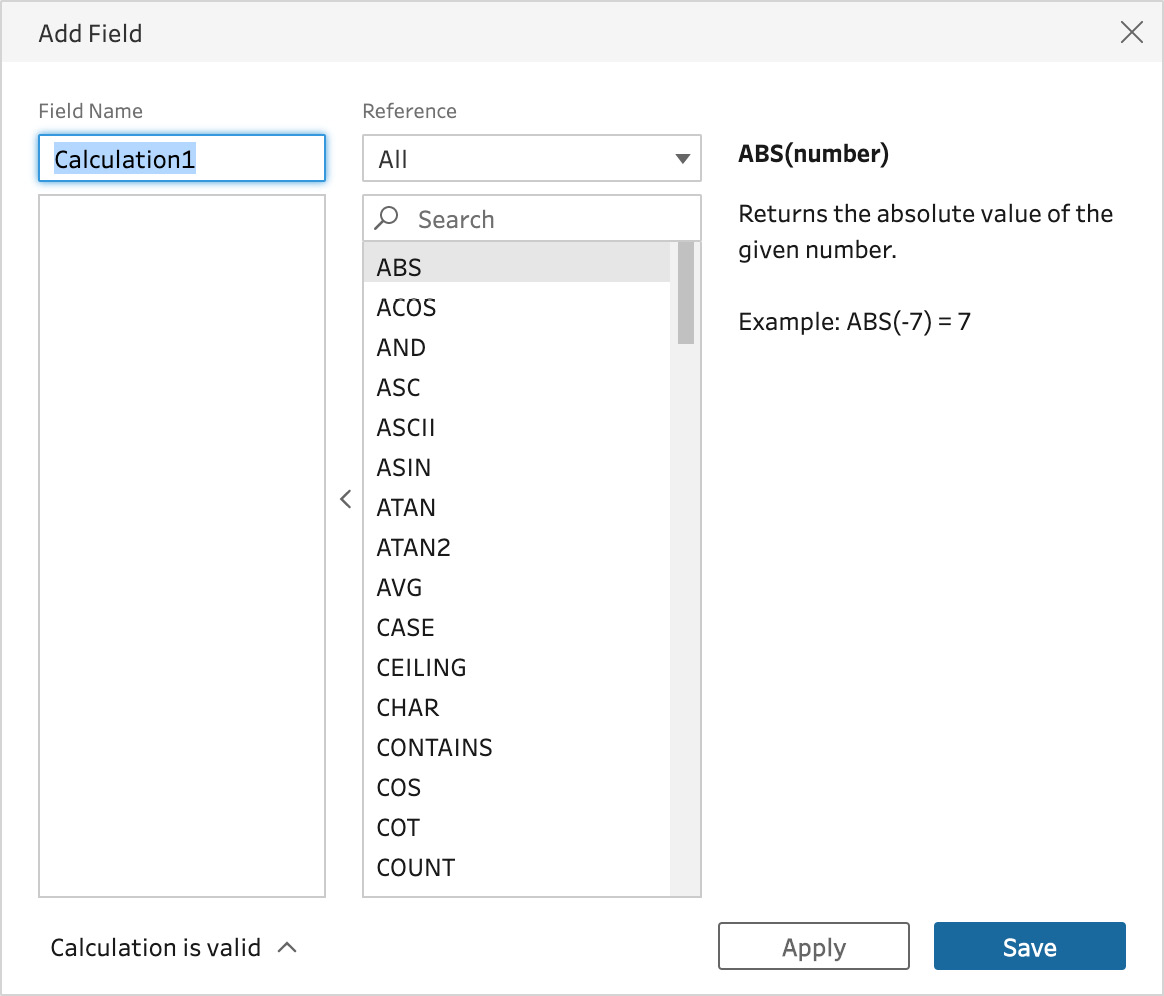 Add Field
Field Name
Calculation1
Reference
All
Search
ABS
ACOS
AND
ASC
ASCII
ASIN
ATAN
ATAN2
AVG
CASE
CEILING
CHAR
CONTAINS
COS
COT
COUNT
ABS(number)
Returns the absolute value of the
given number.
Example: ABS(-7) = 7
Calculation is valid
Apply
Save